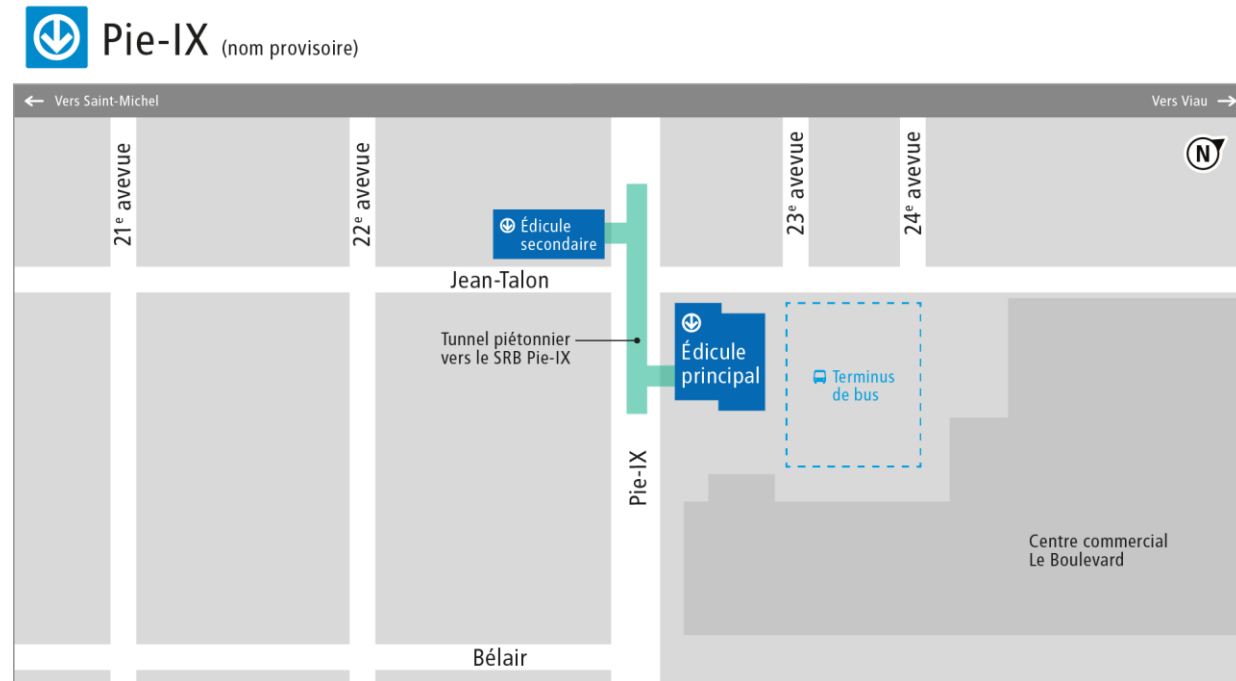 Pie-IX (nom provisoire)
← Vers Saint-Michel
Vers Viau →
N
21e avevue
22e avevue
23e avevue
24e avevue
Édicule
secondaire
Jean-Talon
Tunnel piétonnier
vers le SRB Pie-IX
Édicule
principal
Terminus
de bus
Pie-IX
Centre commercial
Le Boulevard
Bélair